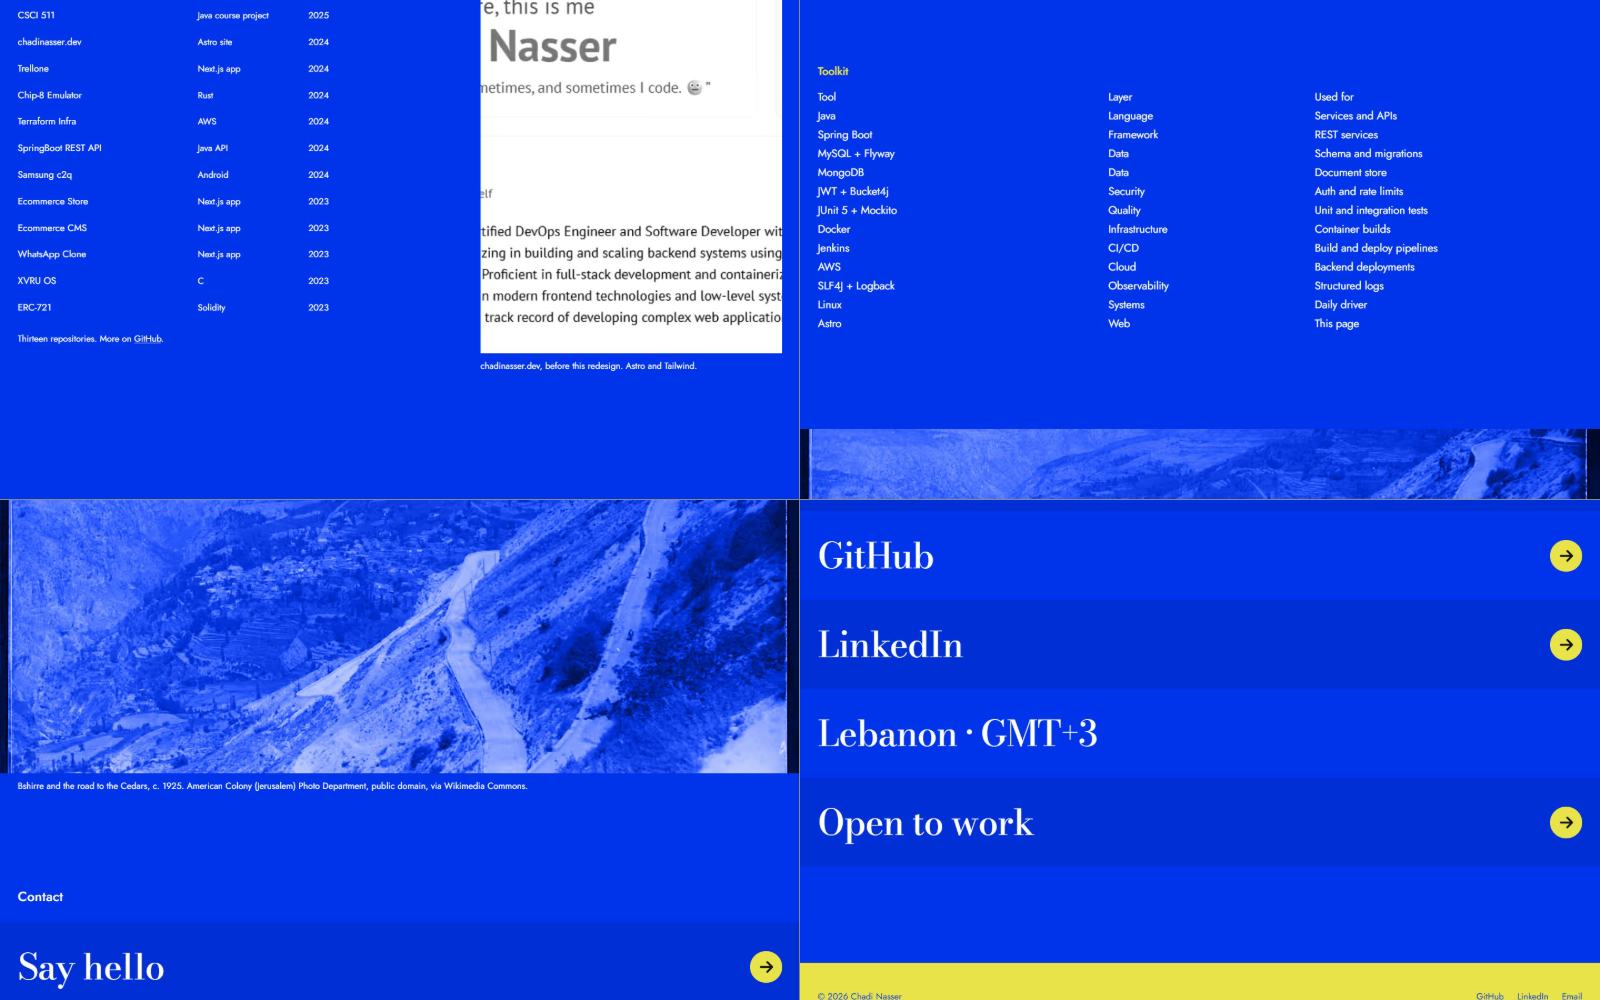 CSCI 511 Java course project 2025
chadinasser.dev Astro site 2024
Trellone Next.js app 2024
Chip-8 Emulator Rust 2024
Terraform Infra AWS 2024
SpringBoot REST API Java API 2024
Samsung c2q Android 2024
Ecommerce Store Next.js app 2023
Ecommerce CMS Next.js app 2023
WhatsApp Clone Next.js app 2023
XVRU OS C 2023
ERC-721 Solidity 2023
Thirteen repositories. More on GitHub.
re, this is me
Nasser
metimes, and sometimes I code. 😐 "
elf
tified DevOps Engineer and Software Developer wit
zing in building and scaling backend systems using
Proficient in full-stack development and containeriz
n modern frontend technologies and low-level syst
track record of developing complex web applicatio
chadinasser.dev, before this redesign. Astro and Tailwind.
Toolkit
Tool Layer Used for
Java Language Services and APIs
Spring Boot Framework REST services
MySQL + Flyway Data Schema and migrations
MongoDB Data Document store
JWT + Bucket4j Security Auth and rate limits
JUnit 5 + Mockito Quality Unit and integration tests
Docker Infrastructure Container builds
Jenkins CI/CD Build and deploy pipelines
AWS Cloud Backend deployments
SLF4J + Logback Observability Structured logs
Linux Systems Daily driver
Astro Web This page
Bshirre and the road to the Cedars, c. 1925. American Colony (Jerusalem) Photo Department, public domain, via Wikimedia Commons.
Contact
Say hello
GitHub
LinkedIn
Lebanon · GMT+3
Open to work
© 2026 Chadi Nasser GitHub LinkedIn Email